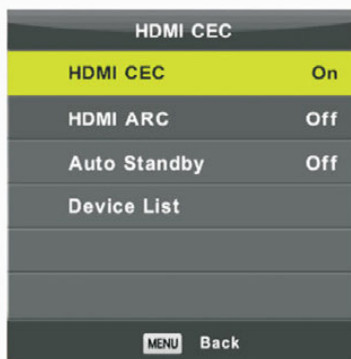 HDMI CEC
HDMI CEC On
HDMI ARC Off
Auto Standby Off
Device List
MENU Back